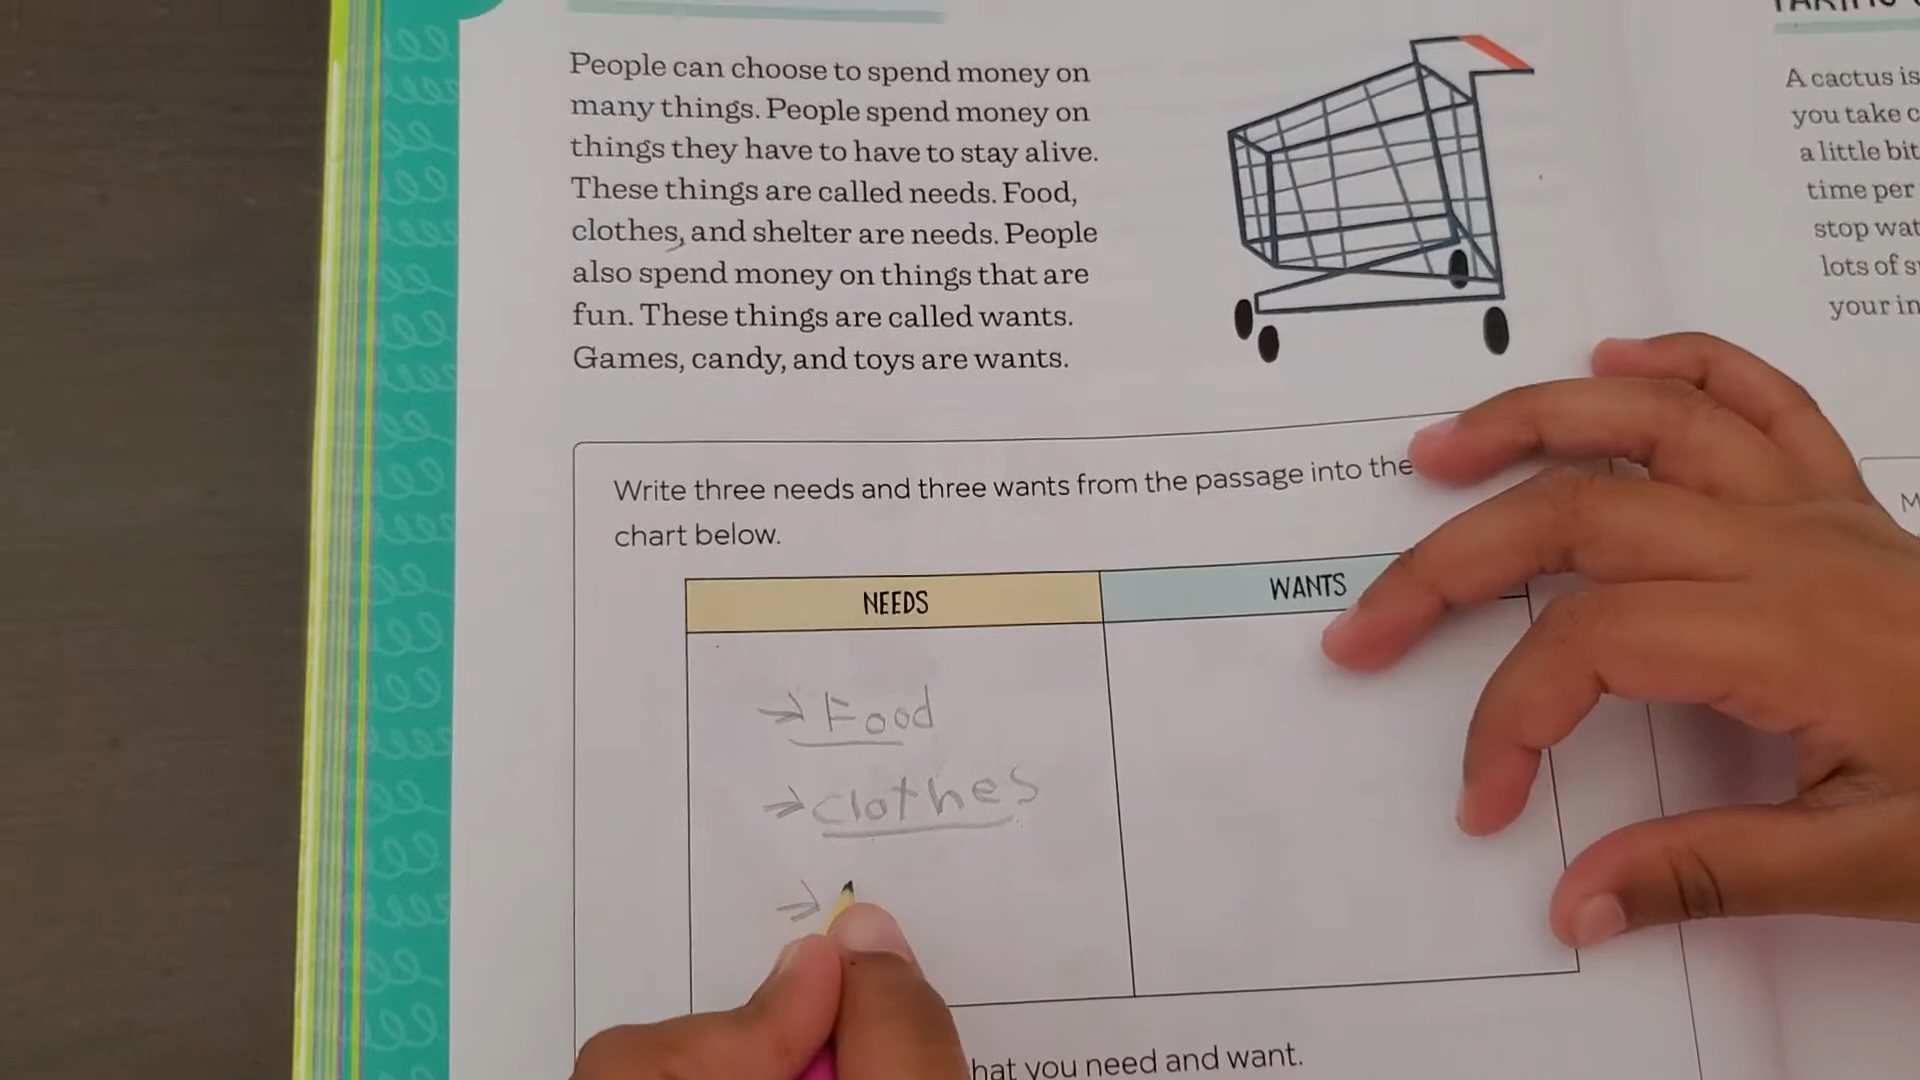 People can choose to spend money on
many things. People spend money on
things they have to have to stay alive.
These things are called needs. Food,
clothes, and shelter are needs. People
also spend money on things that are
fun. These things are called wants.
Games, candy, and toys are wants.
Write three needs and three wants from the passage into the
chart below.
NEEDS WANTS
→ Food
→ clothes
→
you need and want.
A cactus is
you take
a little bit
time per
stop
lots of
your